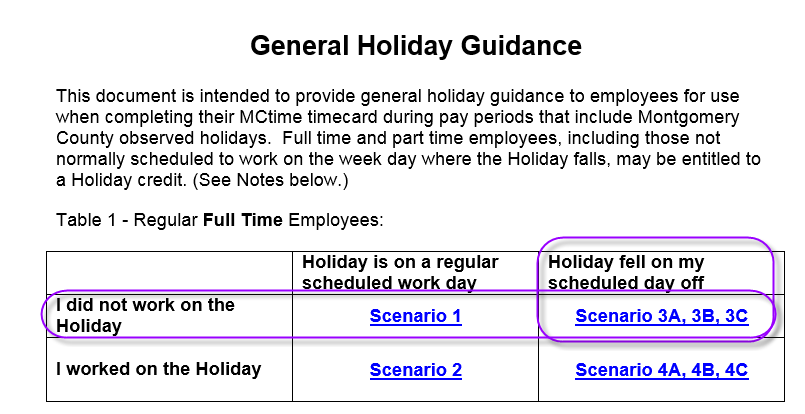 General Holiday Guidance
This document is intended to provide general holiday guidance to employees for use
when completing their MCtime timecard during pay periods that include Montgomery
County observed holidays.  Full time and part time employees, including those not
normally scheduled to work on the week day where the Holiday falls, may be entitled to
a Holiday credit. (See Notes below.)
Table 1 - Regular Full Time Employees:
Holiday is on a regular
scheduled work day
Holiday fell on my
scheduled day off
I did not work on the
Holiday
Scenario 1
Scenario 3A, 3B, 3C
I worked on the Holiday
Scenario 2
Scenario 4A, 4B, 4C